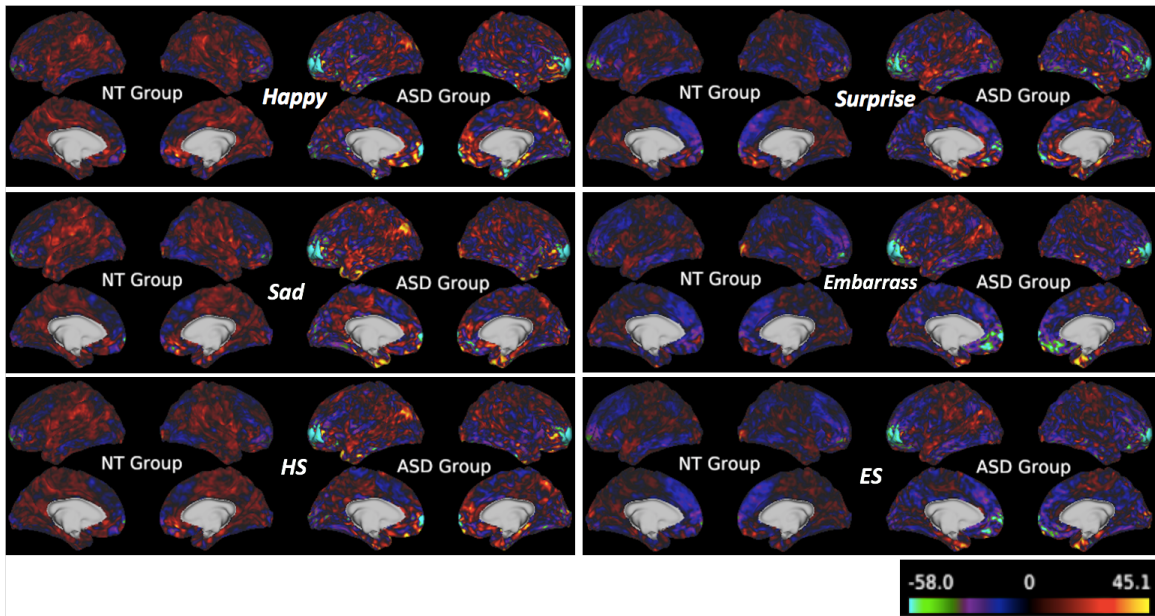 NT Group
Happy
ASD Group
NT Group
Surprise
ASD Group
NT Group
Sad
ASD Group
NT Group
Embarrass
ASD Group
NT Group
HS
ASD Group
NT Group
ES
ASD Group
-58.0 0 45.1